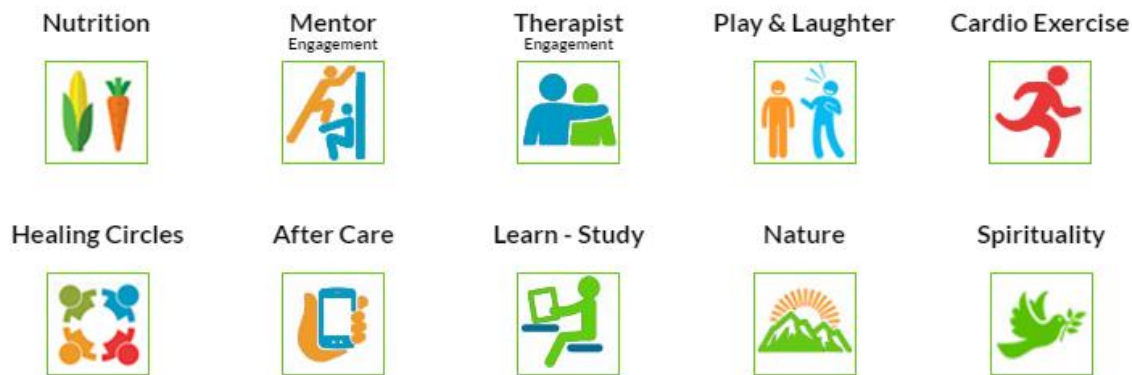 Nutrition
Mentor
Engagement
Therapist
Engagement
Play & Laughter
Cardio Exercise
Healing Circles
After Care
Learn - Study
Nature
Spirituality